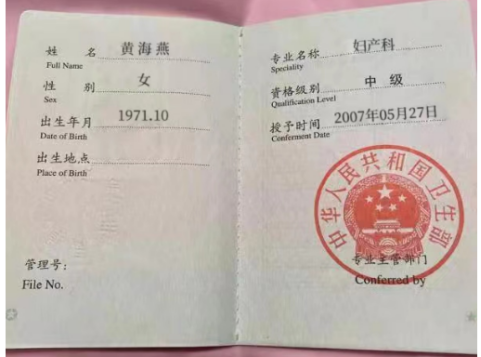 姓 名 黄海燕
Full Name
性 别 女
Sex
出生年月 1971.10
Date of Birth
出生地点
Place of Birth
管理号:
File No.
专业名称 妇产科
Speciality
资格级别 中 级
Qualification Level
授予时间 2007年05月27日
Conferment Date
中华人民共和国卫生部
专业主管部门
Conferred by